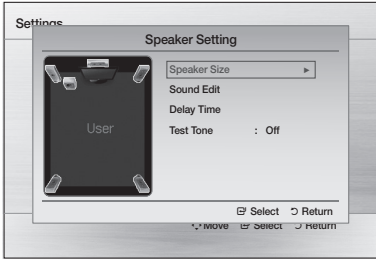 Settings
Speaker Setting
Speaker Size ►
Sound Edit
Delay Time
Test Tone : Off
User
Select Return
Move Select Return